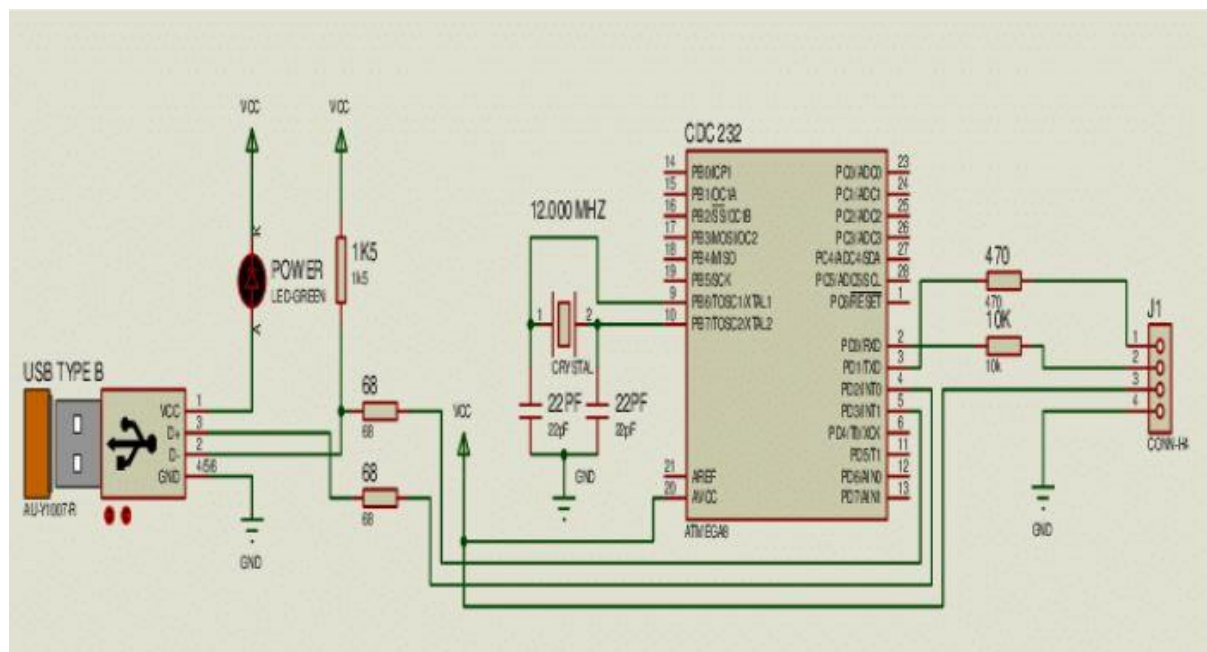 VCC
VCC
K
POWER
LED-GREEN
A
1K5
1k5
USB TYPE B
VCC
D+
D-
GND
1
3
2
4/5/6
AU-Y1007-R
GND
68
68
68
68
VCC
12.000 MHZ
1
2
CRYSTAL
22PF
22pF
22PF
22pF
GND
CDC 232
14
PB0/ICP1
15
PB1/OC1A
16
PB2/SS/OC1B
17
PB3/MOSI/OC2
18
PB4/MISO
19
PB5/SCK
9
PB6/TOSC1/XTAL1
10
PB7/TOSC2/XTAL2
21
AREF
20
AVCC
PC0/ADC0
23
PC1/ADC1
24
PC2/ADC2
25
PC3/ADC3
26
PC4/ADC4/SDA
27
PC5/ADC5/SCL
28
PC6/RESET
1
PD0/RXD
2
PD1/TXD
3
PD2/INT0
4
PD3/INT1
5
PD4/T0/XCK
6
PD5/T1
11
PD6/AIN0
12
PD7/AIN1
13
ATMEGA8
470
470
10K
10k
J1
1
2
3
4
CONN-H4
GND